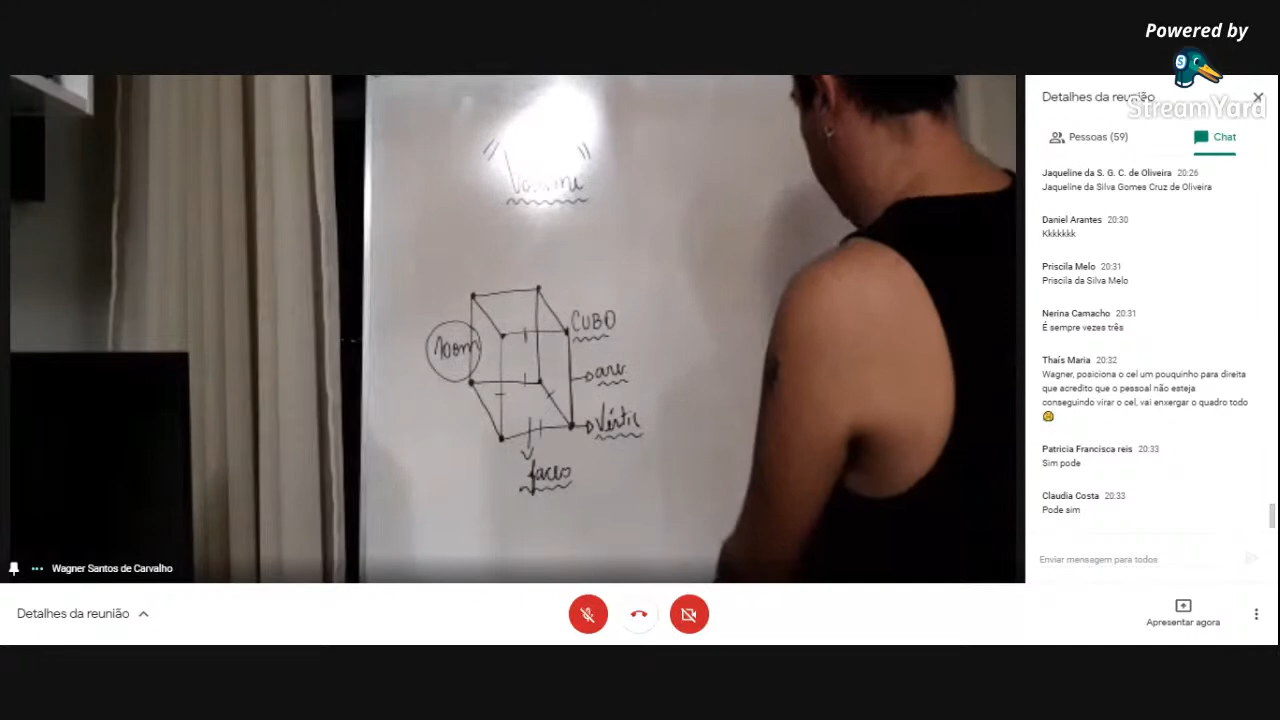 Powered by
StreamYard
Detalhes da reunião
Pessoas (59)
Chat
Jaqueline da S. G. C. de Oliveira 20:26
Jaqueline da Silva Gomes Cruz de Oliveira
Daniel Arantes 20:30
Kkkkkkk
Priscila Melo 20:31
Priscila da Silva Melo
Nerina Camacho 20:31
É sempre vezes três
Thaís Maria 20:32
Wagner, posiciona o cel um pouquinho para direita
que acredito que o pessoal não esteja
conseguindo virar o cel, vai enxergar o quadro todo
Patricia Francisca reis 20:33
Sim pode
Claudia Costa 20:33
Pode sim
Enviar mensagem para todos
"Volume"
CUBO
Vértic
faces
Wagner Santos de Carvalho
Detalhes da reunião
Apresentar agora